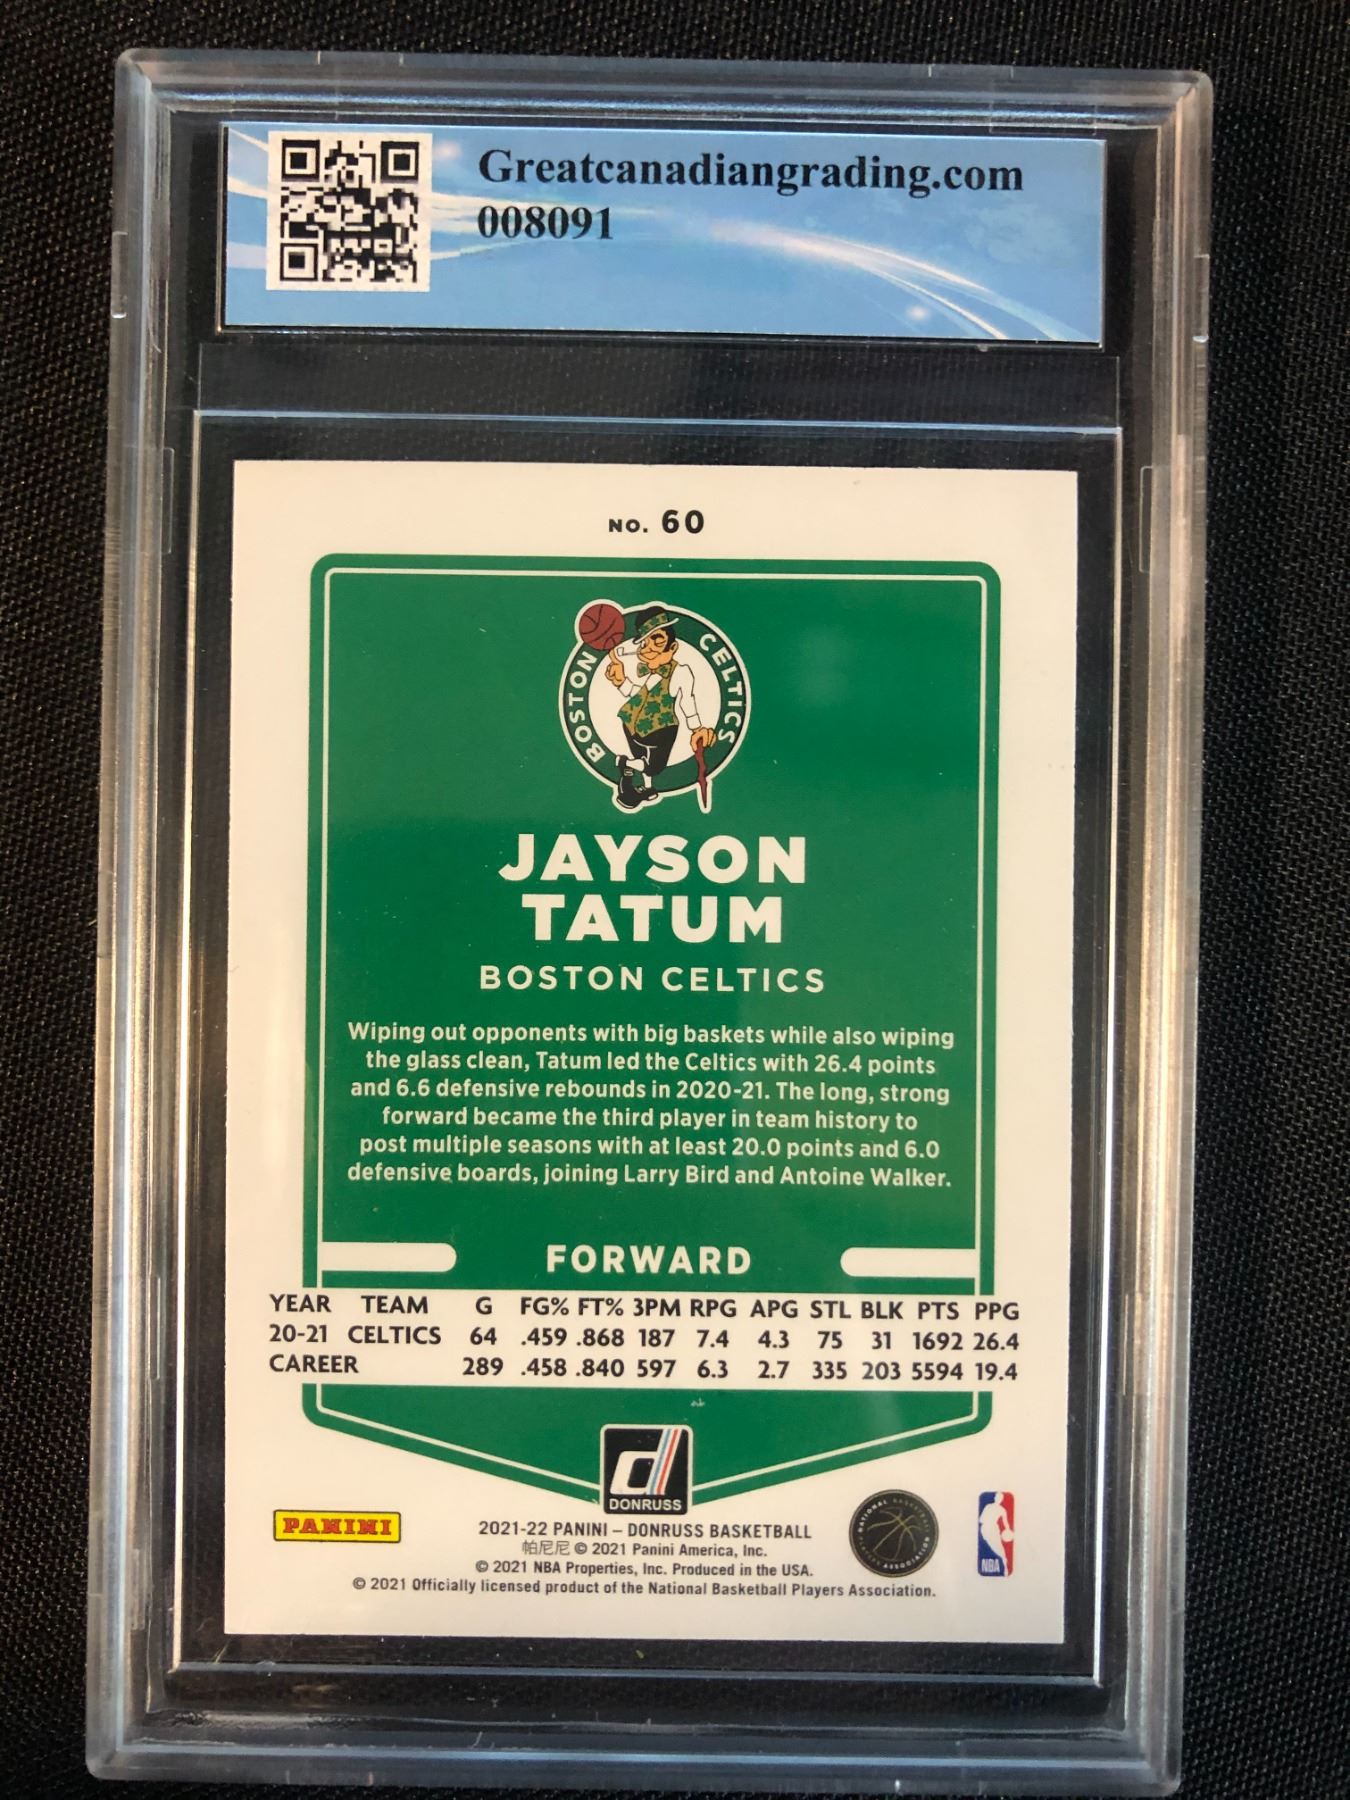 Greatcanadiangrading.com
008091
NO. 60
BOSTON CELTICS
JAYSON
TATUM
BOSTON CELTICS
Wiping out opponents with big baskets while also wiping
the glass clean, Tatum led the Celtics with 26.4 points
and 6.6 defensive rebounds in 2020-21. The long, strong
forward became the third player in team history to
post multiple seasons with at least 20.0 points and 6.0
defensive boards, joining Larry Bird and Antoine Walker.
FORWARD
YEAR TEAM G FG% FT% 3PM RPG APG STL BLK PTS PPG
20-21 CELTICS 64 .459 .868 187 7.4 4.3 75 31 1692 26.4
CAREER 289 .458 .840 597 6.3 2.7 335 203 5594 19.4
d
DONRUSS
PANINI
2021-22 PANINI – DONRUSS BASKETBALL
帕尼尼 © 2021 Panini America, Inc.
© 2021 NBA Properties, Inc. Produced in the USA.
© 2021 Officially licensed product of the National Basketball Players Association.
NATIONAL BASKETBALL PLAYERS ASSOCIATION
NBA